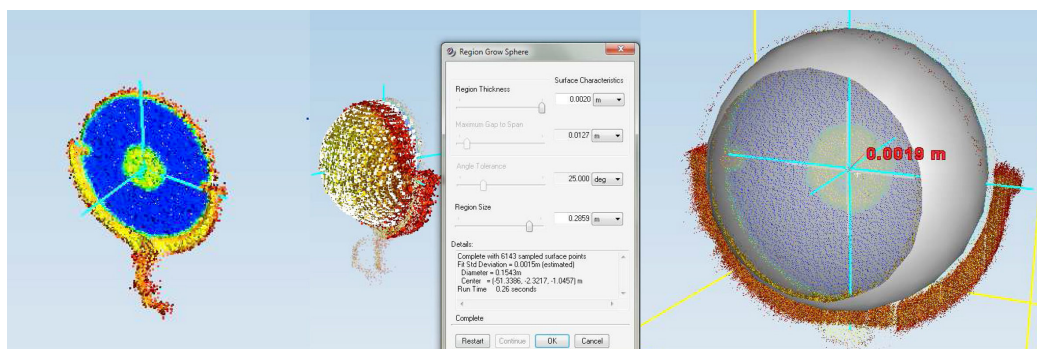 Region Grow Sphere
Surface Characteristics
Region Thickness
0.0020 m
Maximum Gap to Span
0.0127 m
Angle Tolerance
25.000 deg
Region Size
0.2859 m
Details:
Complete with 6143 sampled surface points
Fit Std Deviation = 0.0015m (estimated)
Diameter = 0.1543m
Center = (-51.3386, -2.3217, -1.0457) m
Run Time 0.26 seconds
Complete
Restart Continue OK Cancel
0.0019 m